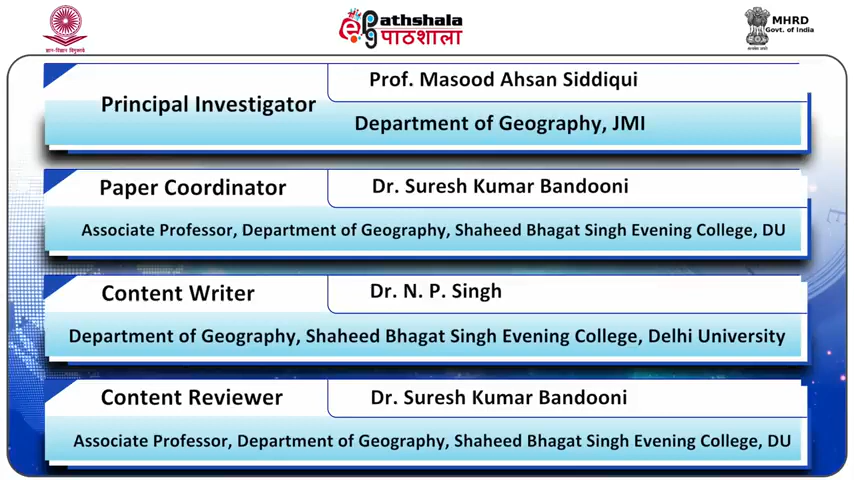 ज्ञान-विज्ञान विमुक्तये
ePathshala
पाठशाला
MHRD
Govt. of India
Principal Investigator
Prof. Masood Ahsan Siddiqui
Department of Geography, JMI
Paper Coordinator
Dr. Suresh Kumar Bandooni
Associate Professor, Department of Geography, Shaheed Bhagat Singh Evening College, DU
Content Writer
Dr. N. P. Singh
Department of Geography, Shaheed Bhagat Singh Evening College, Delhi University
Content Reviewer
Dr. Suresh Kumar Bandooni
Associate Professor, Department of Geography, Shaheed Bhagat Singh Evening College, DU